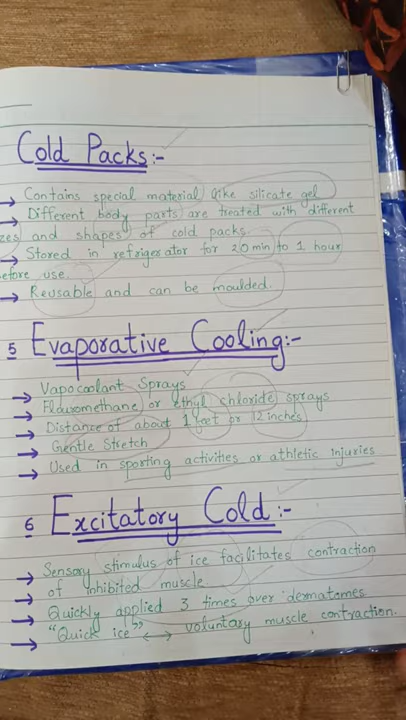 Cold Packs:-
→ Contains special material like silicate gel
→ Different body parts are treated with different
zes and shapes of cold packs.
→ Stored in refrigerator for 20 min to 1 hour
efore use.
→ Reusable and can be moulded.
5 Evaporative Cooling:-
→ Vapocoolant Sprays
→ Flauromethane or ethyl chloride sprays
→ Distance of about 1 feet or 12 inches
→ Gentle Stretch
→ Used in sporting activities or athletic injuries
6 Excitatory Cold:-
→ Sensory stimulus of ice facilitates contraction
→ of inhibited muscle.
→ Quickly applied 3 times over dermatomes
→ "Quick ice" ↔ voluntary muscle contraction.